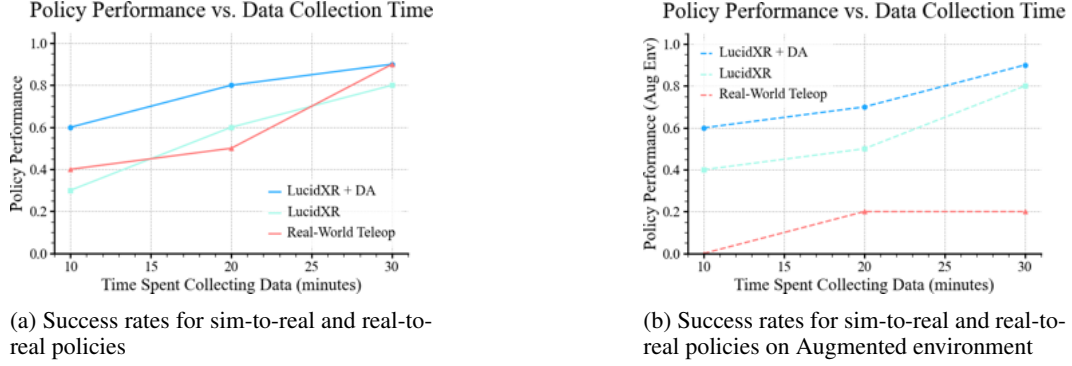 Policy Performance vs. Data Collection Time
1.0
0.8
0.6
0.4
0.2
0.0
Policy Performance
LucidXR + DA
LucidXR
Real-World Teleop
10
15
20
25
30
Time Spent Collecting Data (minutes)
(a) Success rates for sim-to-real and real-to-
real policies
Policy Performance vs. Data Collection Time
1.0
0.8
0.6
0.4
0.2
0.0
Policy Performance (Aug Env)
LucidXR + DA
LucidXR
Real-World Teleop
10
15
20
25
30
Time Spent Collecting Data (minutes)
(b) Success rates for sim-to-real and real-to-
real policies on Augmented environment